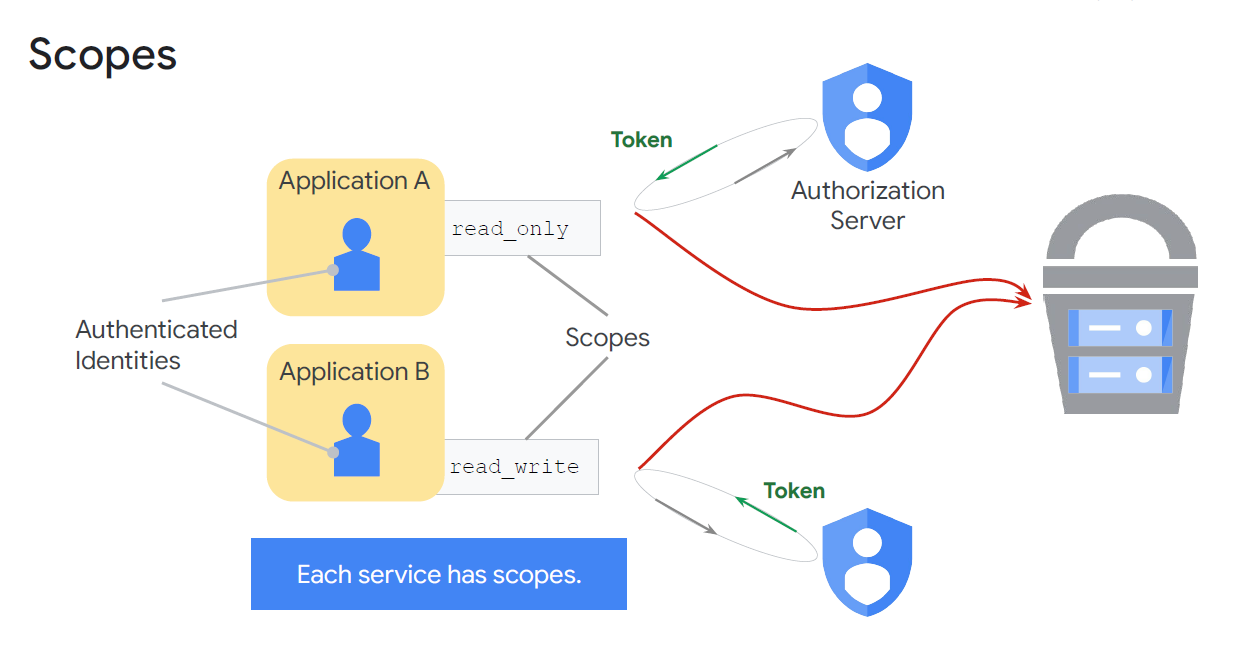 Scopes
Token
Application A
Authorization
Server
read_only
Authenticated
Identities
Scopes
Application B
read_write
Token
Each service has scopes.